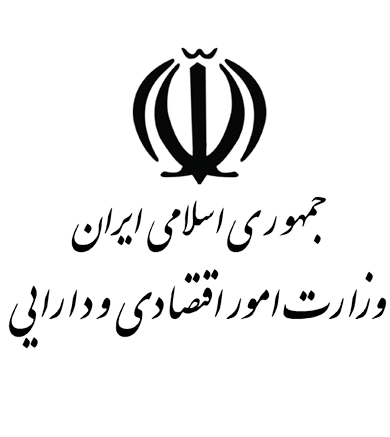 جمهوری اسلامی ایران
وزارت امور اقتصادی و دارایی